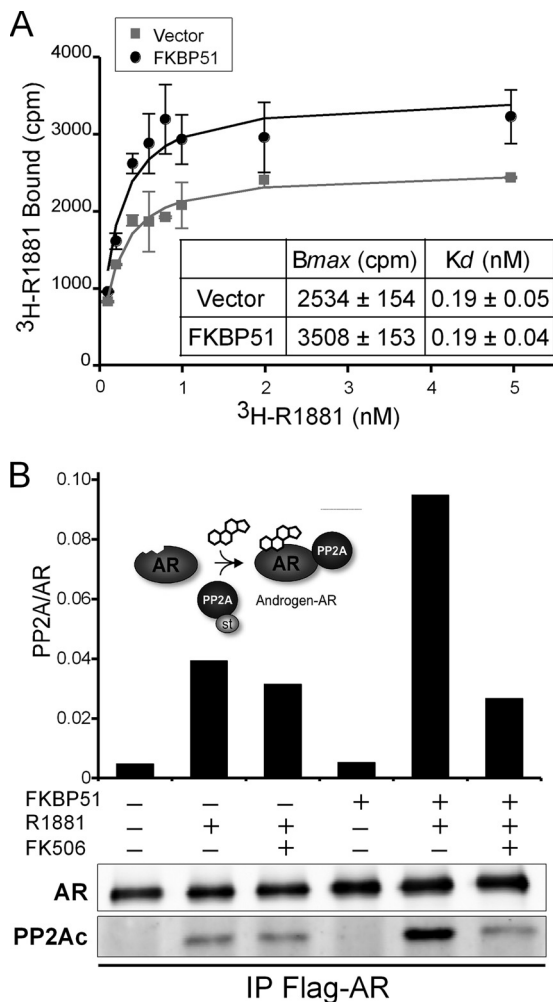 A
Vector
FKBP51
4000
3000
2000
1000
0
³H-R1881 Bound (cpm)
Bmax (cpm) Kd (nM)
Vector 2534 ± 154 0.19 ± 0.05
FKBP51 3508 ± 153 0.19 ± 0.04
0 1 2 3 4 5
³H-R1881 (nM)
B
0.10
0.08
0.06
0.04
0.02
0
PP2A/AR
AR
PP2A
st
AR
PP2A
Androgen-AR
FKBP51 – – – + + +
R1881 – + + – + +
FK506 – – + – – +
AR
PP2Ac
IP Flag-AR